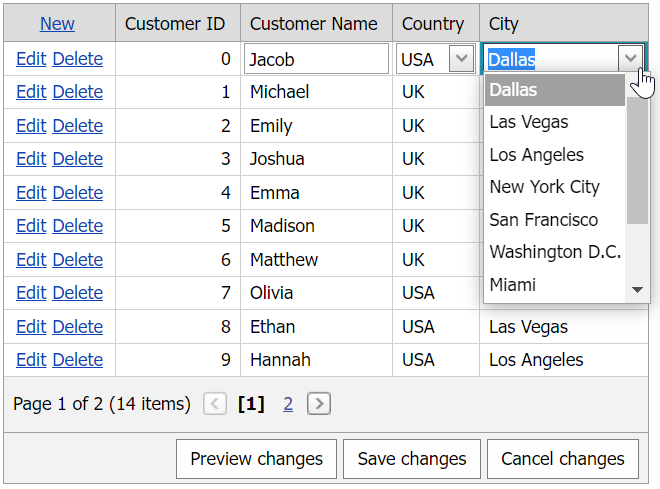 New Customer ID Customer Name Country City
Edit Delete 0 Jacob USA Dallas
Edit Delete 1 Michael UK Dallas
Edit Delete 2 Emily UK Las Vegas
Edit Delete 3 Joshua UK Los Angeles
Edit Delete 4 Emma UK New York City
Edit Delete 5 Madison UK San Francisco
Edit Delete 6 Matthew UK Washington D.C.
Edit Delete 7 Olivia USA Miami
Edit Delete 8 Ethan USA Las Vegas
Edit Delete 9 Hannah USA Los Angeles
Page 1 of 2 (14 items) [1] 2
Preview changes Save changes Cancel changes